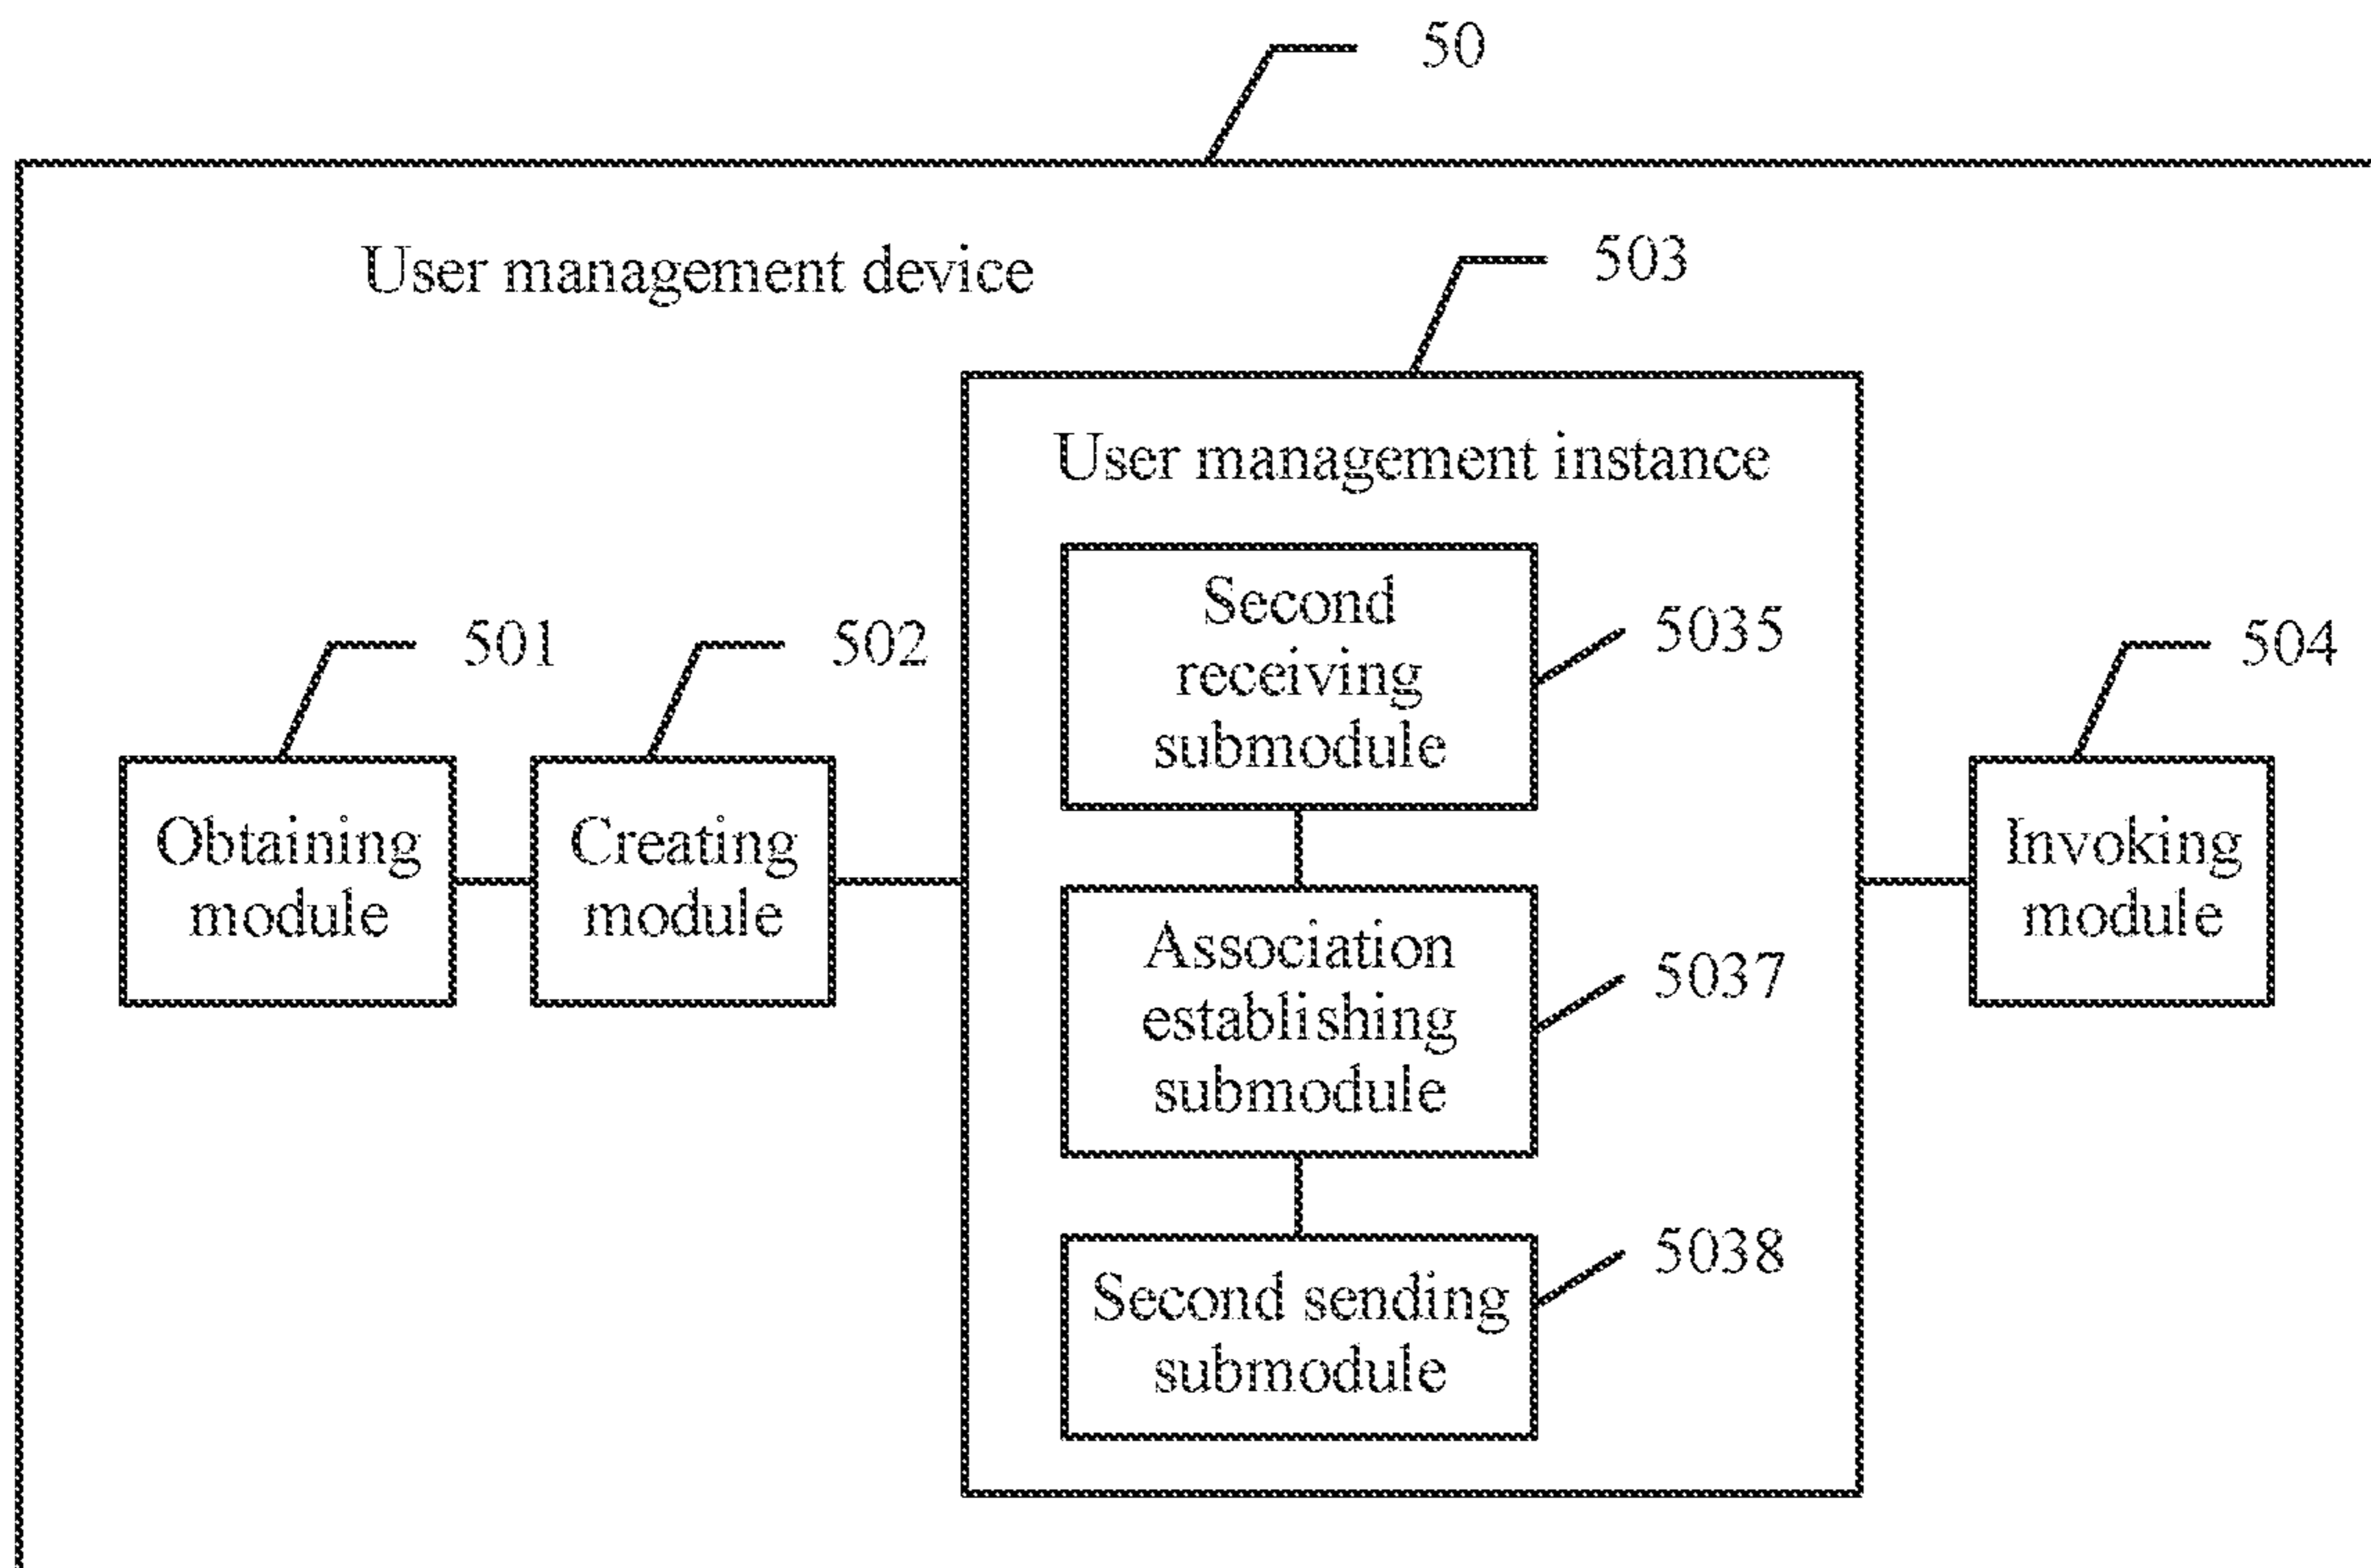 50
User management device
503
User management instance
Second
receiving
submodule
5035
501
502
504
Obtaining
module
Creating
module
Invoking
module
Association
establishing
submodule
5037
Second sending
submodule
5038